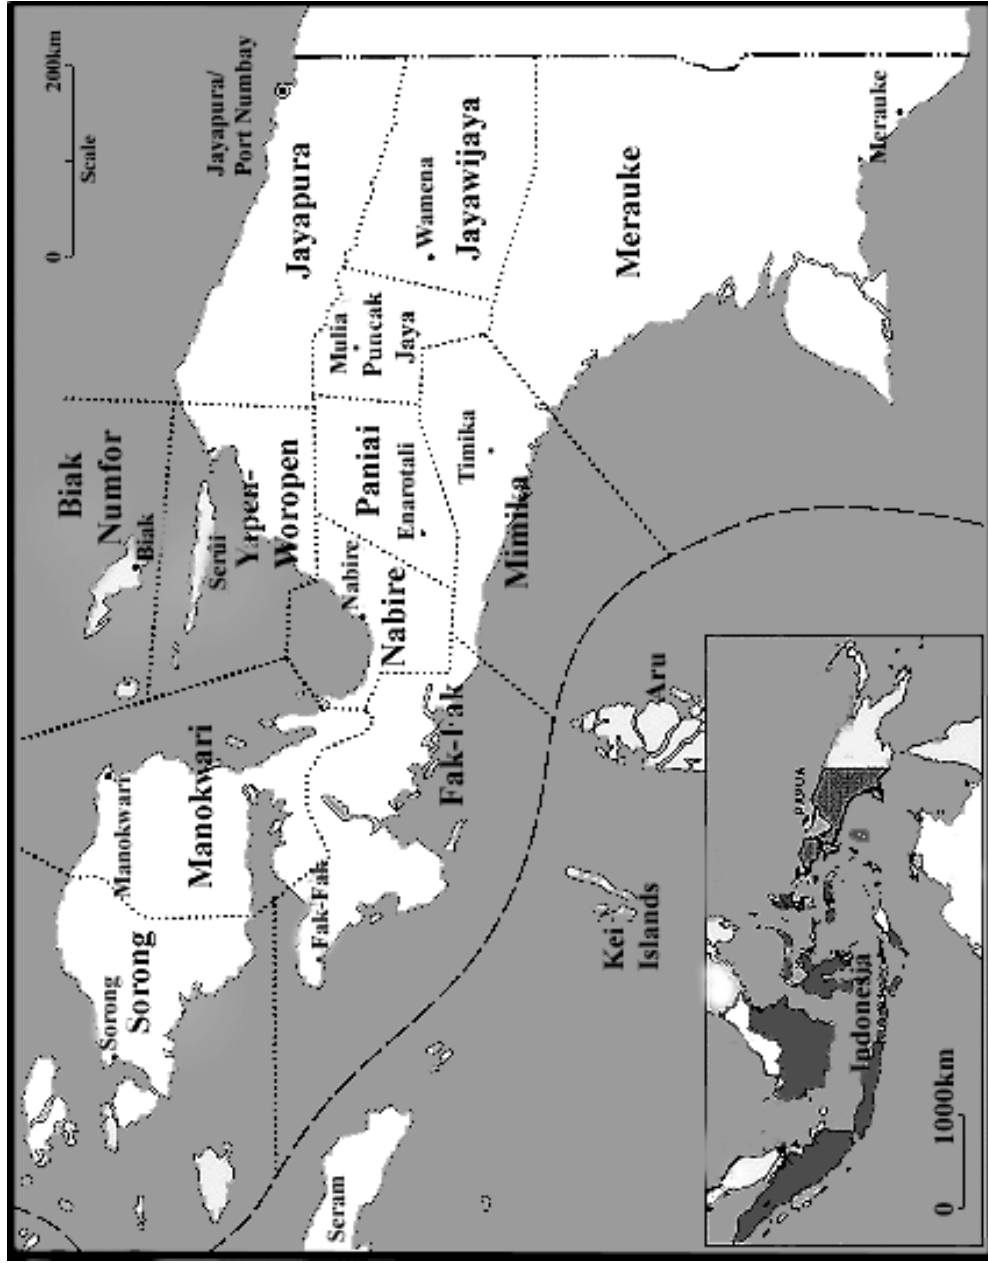 0
200km
Scale
Biak
Numfor
Biak
Jayapura/
Port Numbay
Sorong
Sorong
Manokwari
Manokwari
Serui
Yapen-
Woropen
Jayapura
Seram
Fak-Fak
Fak-Fak
Nabire
Nabire
Paniai
Enarotali
Mulia
Puncak
Jaya
Wamena
Jayawijaya
Timika
Mimika
Merauke
Merauke
Kei
Islands
Aru
PAPUA
Indonesia
0
1000km